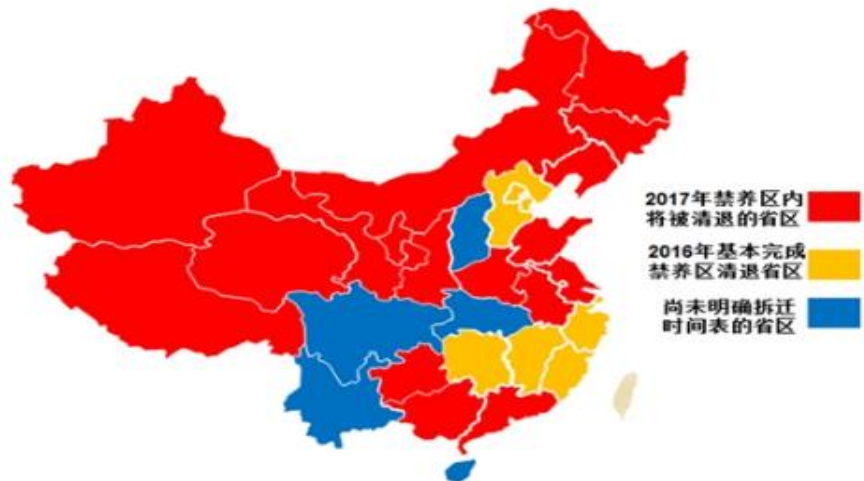 2017年禁养区内
将被清退的省区
2016年基本完成
禁养区清退省区
尚未明确拆迁
时间表的省区